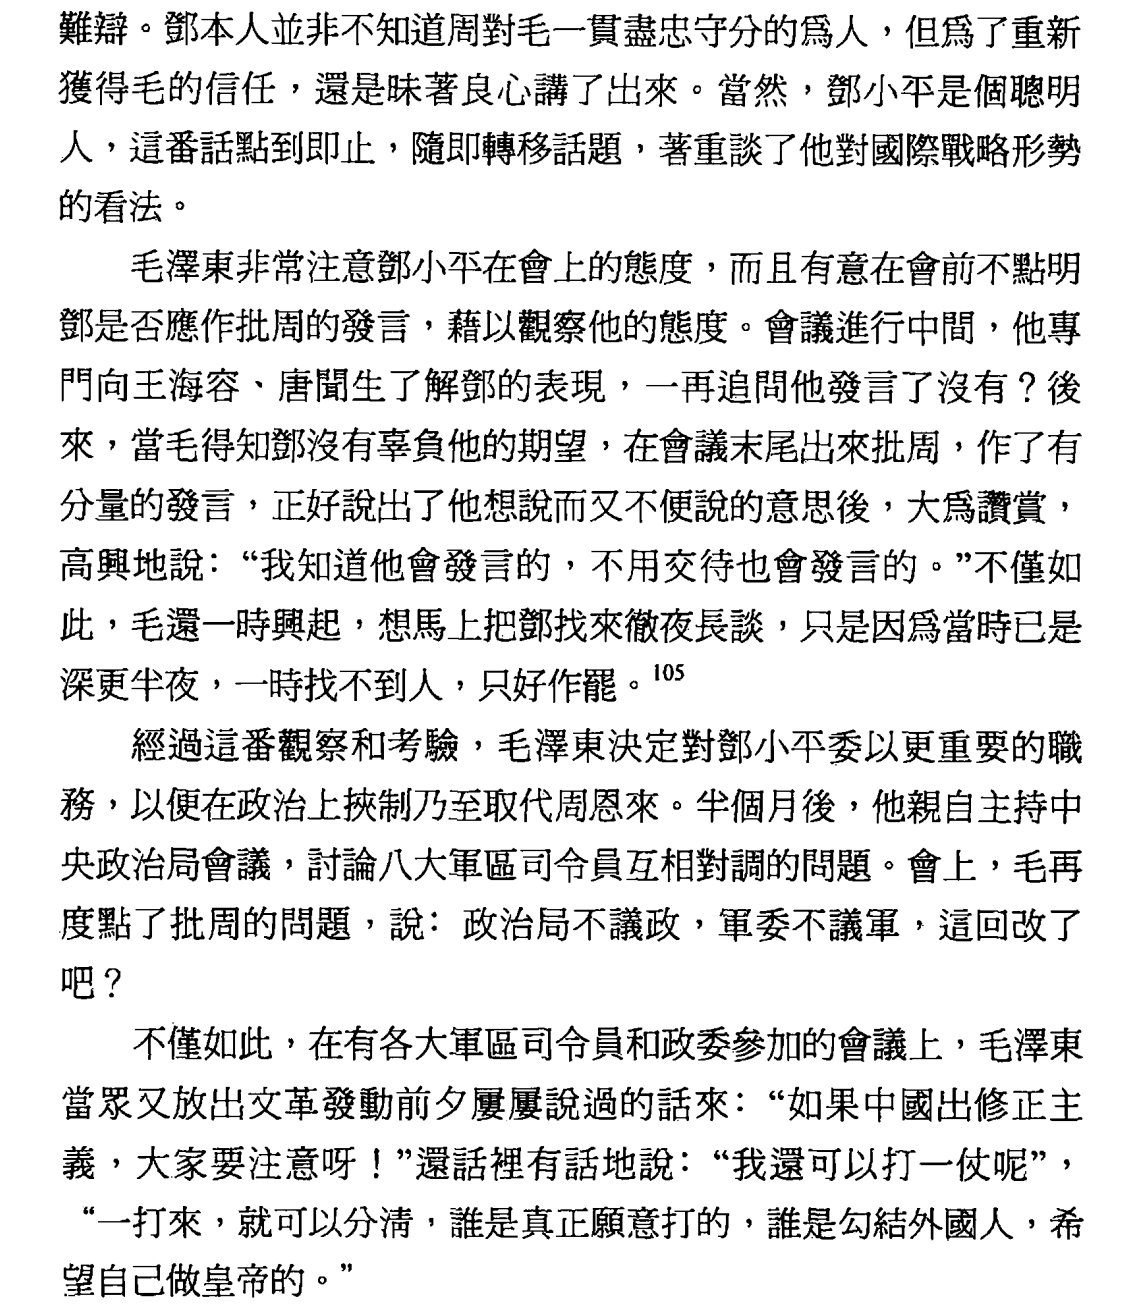 難辯。鄧本人並非不知道周對毛一貫盡忠守分的爲人，但爲了重新
獲得毛的信任，還是昧著良心講了出來。當然，鄧小平是個聰明
人，這番話點到即止，隨即轉移話題，著重談了他對國際戰略形勢
的看法。
毛澤東非常注意鄧小平在會上的態度，而且有意在會前不點明
鄧是否應作批周的發言，藉以觀察他的態度。會議進行中間，他專
門向王海容、唐聞生了解鄧的表現，一再追問他發言了沒有？後
來，當毛得知鄧沒有辜負他的期望，在會議末尾出來批周，作了有
分量的發言，正好說出了他想說而又不便說的意思後，大爲讚賞，
高興地說：“我知道他會發言的，不用交待也會發言的。”不僅如
此，毛還一時興起，想馬上把鄧找來徹夜長談，只是因爲當時已是
深更半夜，一時找不到人，只好作罷。105
經過這番觀察和考驗，毛澤東決定對鄧小平委以更重要的職
務，以便在政治上挾制乃至取代周恩來。半個月後，他親自主持中
央政治局會議，討論八大軍區司令員互相對調的問題。會上，毛再
度點了批周的問題，說：政治局不議政，軍委不議軍，這回改了
吧？
不僅如此，在有各大軍區司令員和政委參加的會議上，毛澤東
當眾又放出文革發動前夕屢屢說過的話來：“如果中國出修正主
義，大家要注意呀！”還話裡有話地說：“我還可以打一仗呢”，
“一打來，就可以分清，誰是真正願意打的，誰是勾結外國人，希
望自己做皇帝的。”